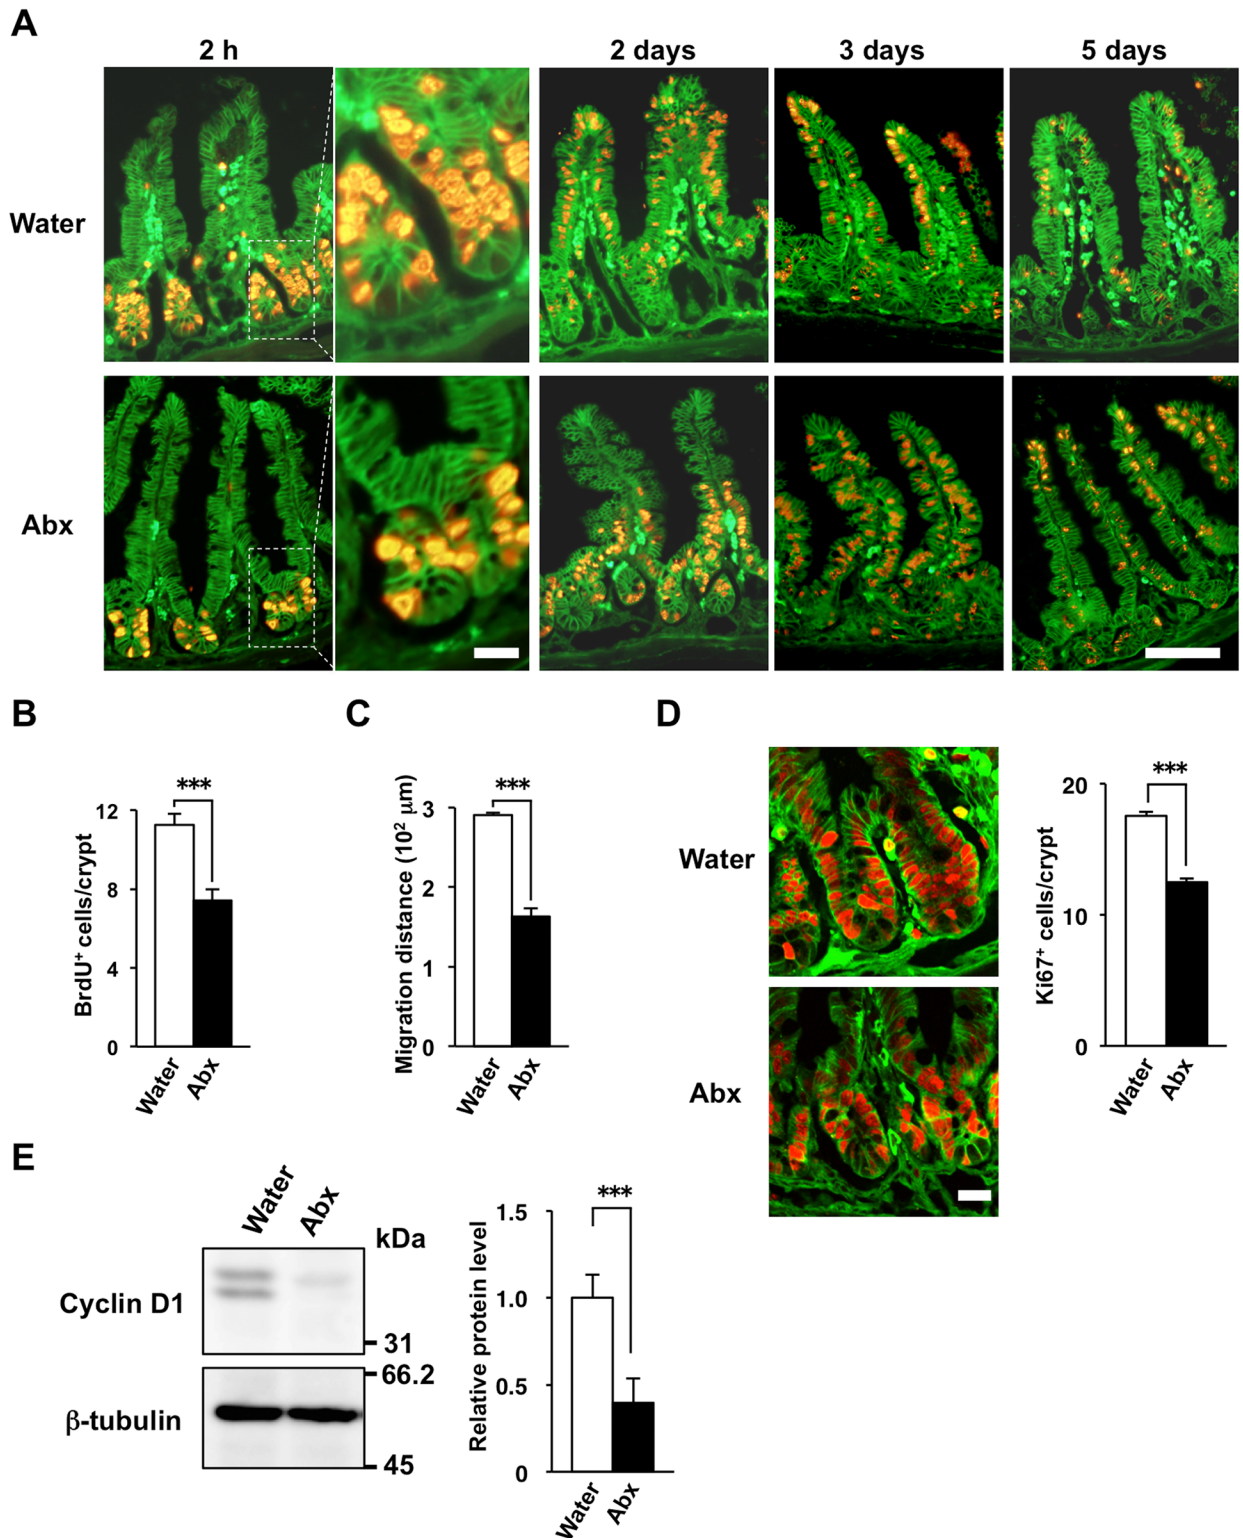 A
2 h
2 days
3 days
5 days
Water
Abx
B
C
D
***
12
8
4
0
BrdU⁺ cells/crypt
Water
Abx
***
3
2
1
0
Migration distance (10² μm)
Water
Abx
Water
Abx
***
20
10
0
Ki67⁺ cells/crypt
Water
Abx
E
Water
Abx
kDa
Cyclin D1
31
66.2
β-tubulin
45
***
1.5
1.0
0.5
0
Relative protein level
Water
Abx